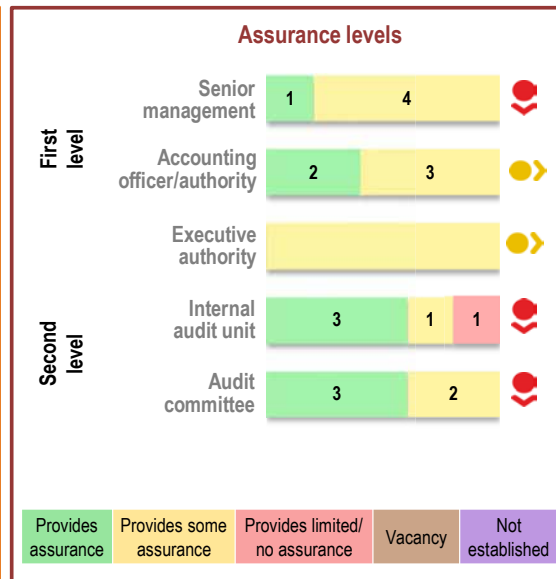 Assurance levels
First level
Senior management
1 4
Accounting officer/authority
2 3
Executive authority
Second level
Internal audit unit
3 1 1
Audit committee
3 2
Provides assurance
Provides some assurance
Provides limited/ no assurance
Vacancy
Not established